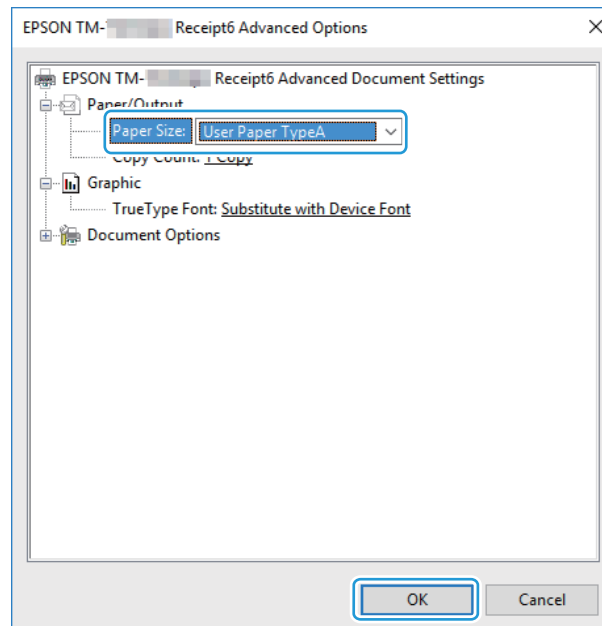 EPSON TM- Receipt6 Advanced Options
EPSON TM- Receipt6 Advanced Document Settings
Paper/Output
Paper Size: User Paper TypeA
Copy Count: 1 Copy
Graphic
TrueType Font: Substitute with Device Font
Document Options
OK Cancel